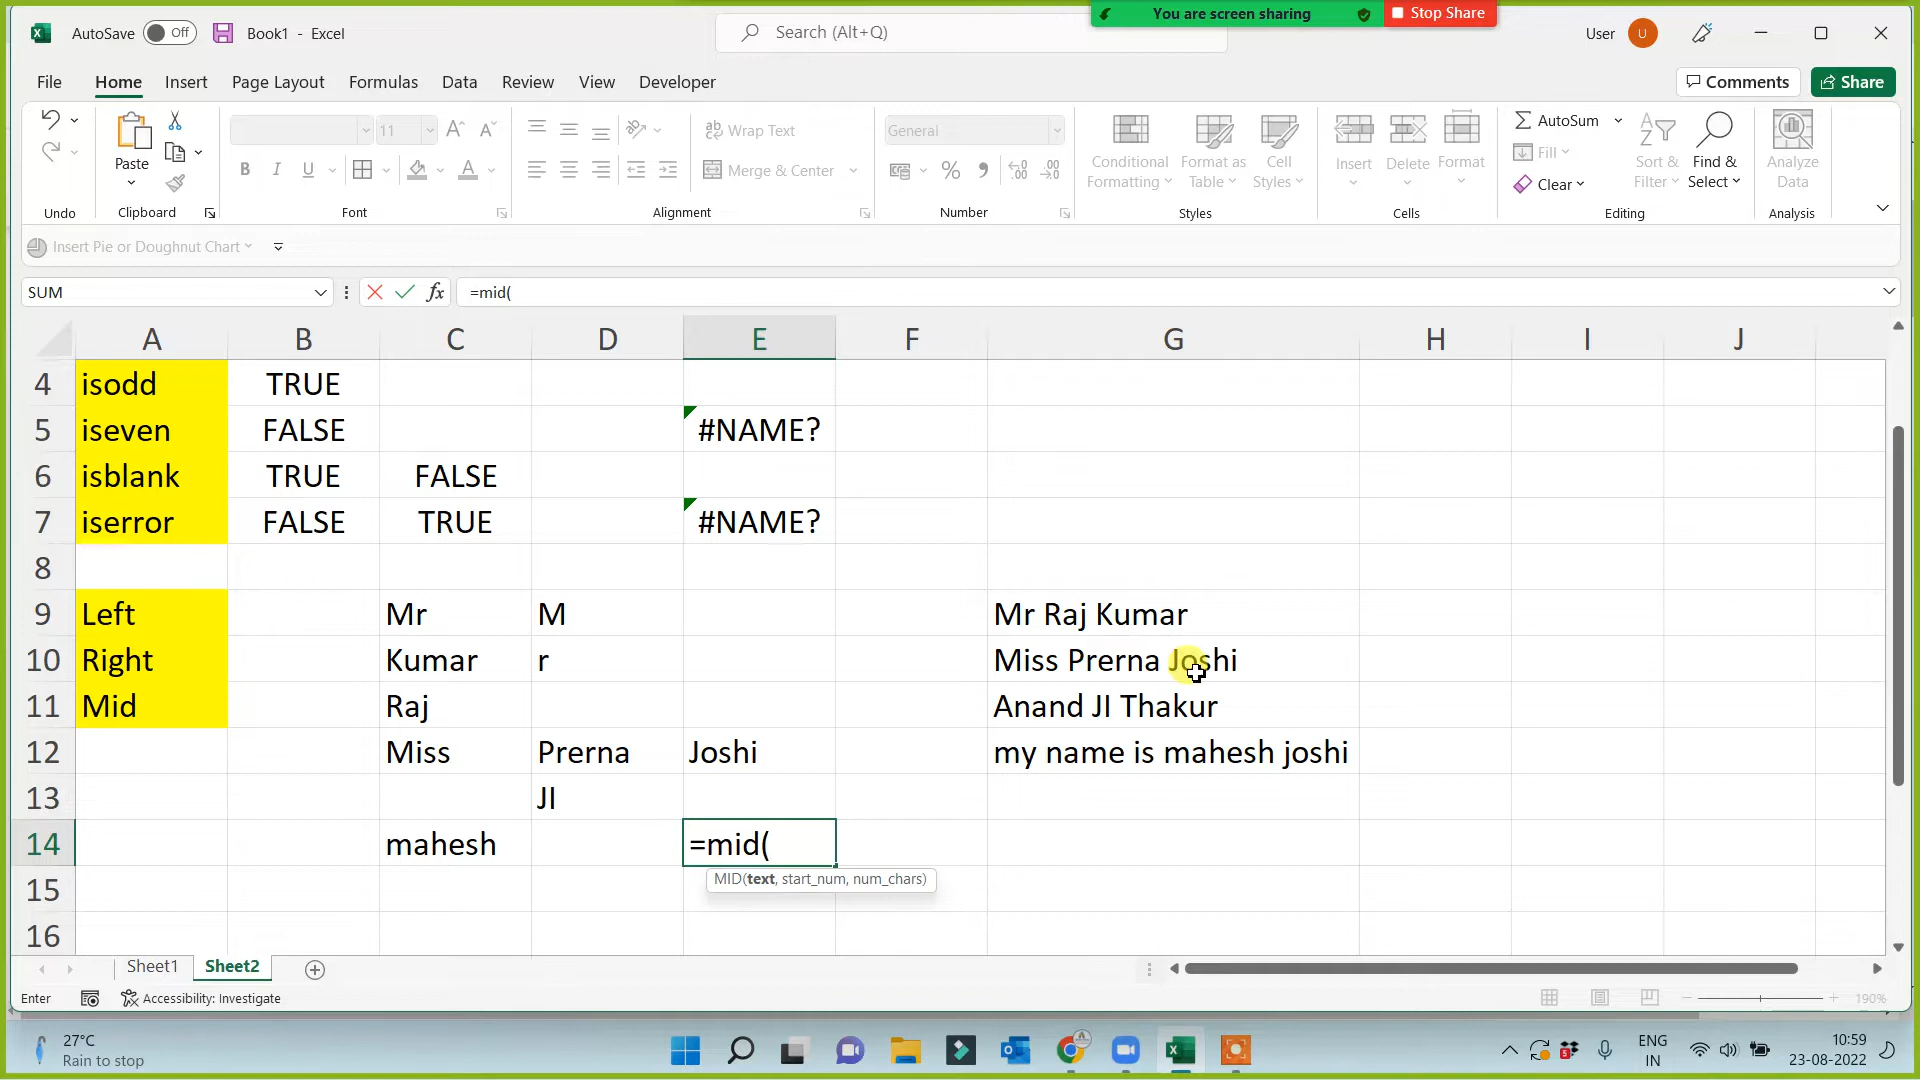 You are screen sharing
Stop Share
AutoSave Off Book1 - Excel
Search (Alt+Q)
User U
File Home Insert Page Layout Formulas Data Review View Developer
Comments Share
Paste
11
B I U
A
ab Wrap Text
Merge & Center
General
%
Conditional Formatting
Format as Table
Cell Styles
Insert Delete Format
AutoSum
Fill
Clear
Sort & Filter
Find & Select
Analyze Data
Undo Clipboard Font Alignment Number Styles Cells Editing Analysis
Insert Pie or Doughnut Chart
SUM fx =mid(
A B C D E F G H I J
4 isodd TRUE
5 iseven FALSE #NAME?
6 isblank TRUE FALSE
7 iserror FALSE TRUE #NAME?
8
9 Left Mr M Mr Raj Kumar
10 Right Kumar r Miss Prerna Joshi
11 Mid Raj Anand JI Thakur
12 Miss Prerna Joshi my name is mahesh joshi
13 JI
14 mahesh =mid(
MID(text, start_num, num_chars)
15
16
Sheet1 Sheet2
Enter Accessibility: Investigate 190%
27°C
Rain to stop
ENG
IN
10:59
23-08-2022